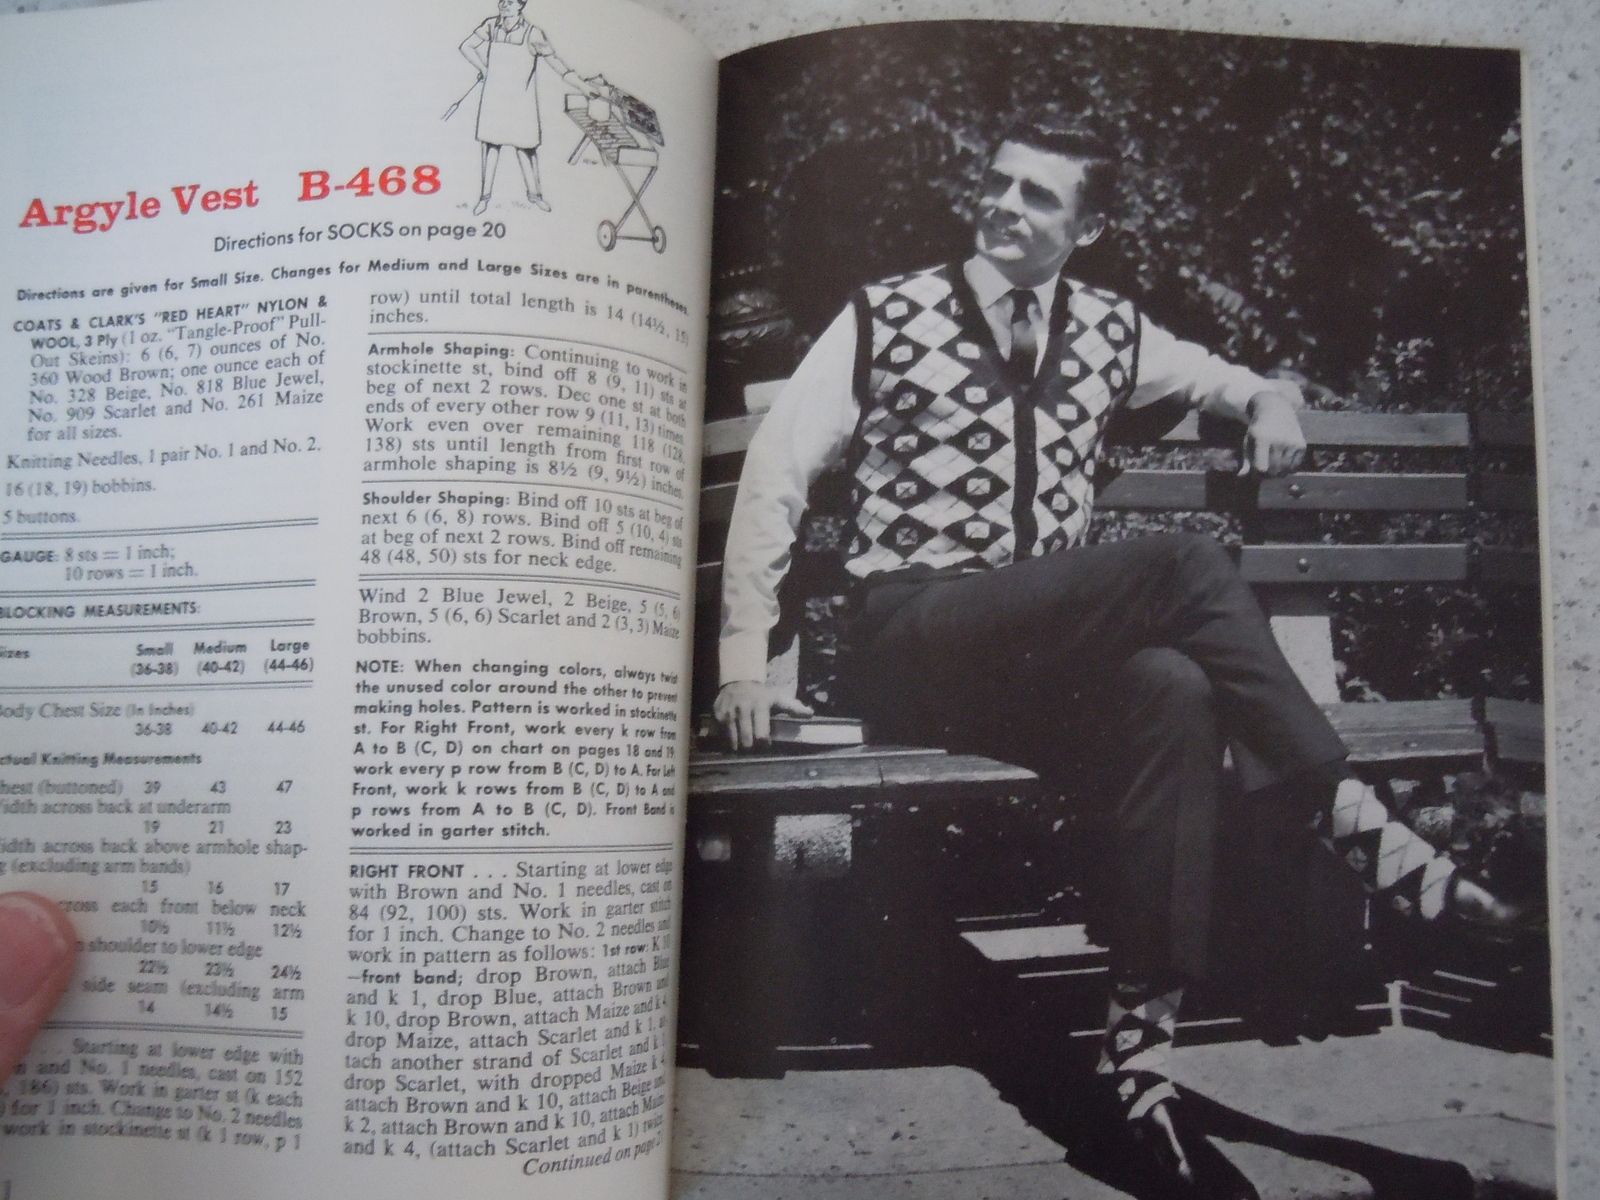 Argyle Vest B-468
Directions for SOCKS on page 20
Directions are given for Small Size. Changes for Medium and Large Sizes are in parentheses.
COATS & CLARK'S "RED HEART" NYLON &
WOOL, 3 Ply (1 oz. "Tangle-Proof" Pull-
Out Skeins): 6 (6, 7) ounces of No.
360 Wood Brown; one ounce each of
No. 328 Beige, No. 818 Blue Jewel,
No. 909 Scarlet and No. 261 Maize
for all sizes.
Knitting Needles, 1 pair No. 1 and No. 2.
16 (18, 19) bobbins.
5 buttons.
GAUGE: 8 sts = 1 inch;
10 rows = 1 inch.
BLOCKING MEASUREMENTS:
Small Medium Large
(36-38) (40-42) (44-46)
Body Chest Size (In Inches)
36-38 40-42 44-46
Knitting Measurements
(buttoned) 39 43 47
across back at underarm
19 21 23
across back above armhole shap-
(excluding arm bands)
15 16 17
each front below neck
10½ 11½ 12½
shoulder to lower edge
22½ 23½ 24½
side seam (excluding arm
14 14½ 15
Starting at lower edge with
and No. 1 needles, cast on 152
186) sts. Work in garter st (k each
for 1 inch. Change to No. 2 needles
work in stockinette st (k 1 row, p 1
row) until total length is 14 (14½, 15)
inches.
Armhole Shaping: Continuing to work in
stockinette st, bind off 8 (9, 11) sts at
beg of next 2 rows. Dec one st at both
ends of every other row 9 (11, 13) times.
Work even over remaining 118 (128,
138) sts until length from first row of
armhole shaping is 8½ (9, 9½) inches.
Shoulder Shaping: Bind off 10 sts at beg of
next 6 (6, 8) rows. Bind off 5 (10, 4) sts
at beg of next 2 rows. Bind off remaining
48 (48, 50) sts for neck edge.
Wind 2 Blue Jewel, 2 Beige, 5 (5, 6)
Brown, 5 (6, 6) Scarlet and 2 (3, 3) Maize
bobbins.
NOTE: When changing colors, always twist
the unused color around the other to prevent
making holes. Pattern is worked in stockinette
st. For Right Front, work every k row from
A to B (C, D) on chart on pages 18 and 19;
work every p row from B (C, D) to A. For Left
Front, work k rows from B (C, D) to A and
p rows from A to B (C, D). Front Band is
worked in garter stitch.
RIGHT FRONT . . . Starting at lower edge
with Brown and No. 1 needles, cast on
84 (92, 100) sts. Work in garter stitch
for 1 inch. Change to No. 2 needles and
work in pattern as follows: 1st row: K 10
—front band; drop Brown, attach Blue
and k 1, drop Blue, attach Brown and
k 10, drop Brown, attach Maize and k 4,
drop Maize, attach Scarlet and k 1, at-
tach another strand of Scarlet and k 1,
drop Scarlet, with dropped Maize k 4,
attach Brown and k 10, attach Beige and
k 2, attach Brown and k 10, attach Maize
and k 4, (attach Scarlet and k 1) twice
Continued on page